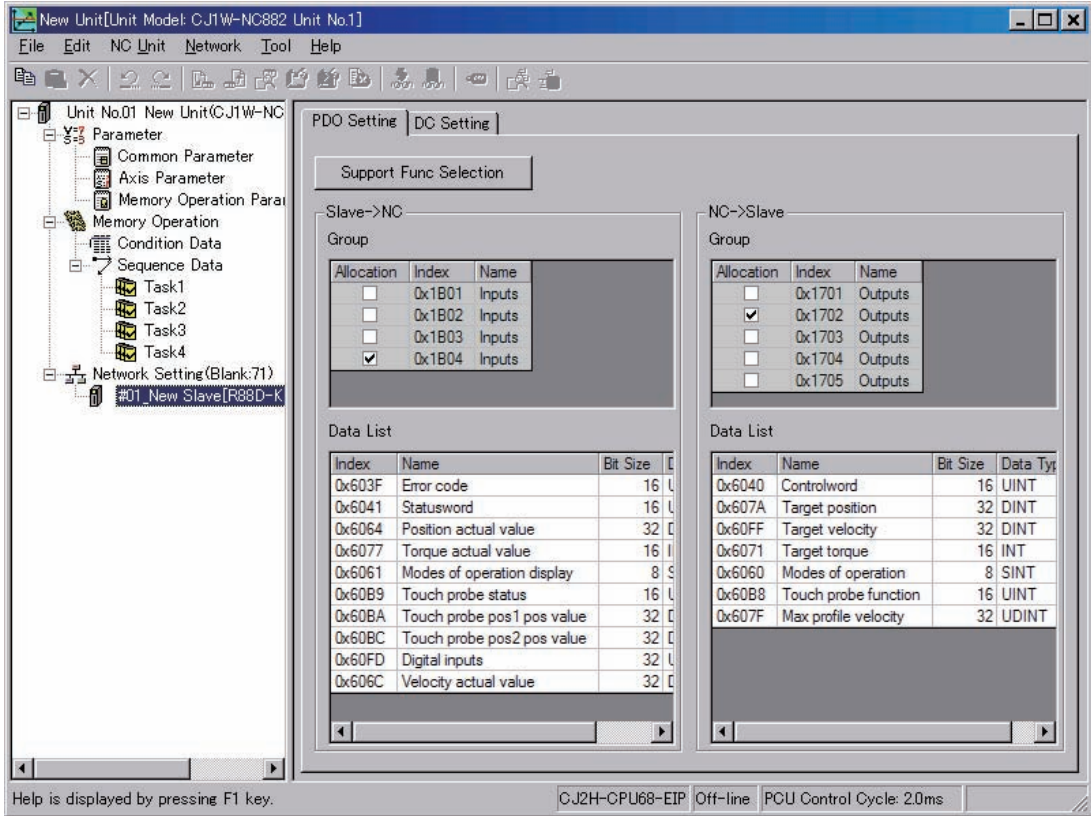 New Unit[Unit Model: CJ1W-NC882 Unit No.1]
File Edit NC Unit Network Tool Help
Unit No.01 New Unit(CJ1W-NC
Parameter
Common Parameter
Axis Parameter
Memory Operation Para
Memory Operation
Condition Data
Sequence Data
Task1
Task2
Task3
Task4
Network Setting(Blank:71)
#01_New Slave[R88D-K
PDO Setting DC Setting
Support Func Selection
Slave->NC
Group
Allocation Index Name
0x1B01 Inputs
0x1B02 Inputs
0x1B03 Inputs
0x1B04 Inputs
Data List
Index Name Bit Size D
0x603F Error code 16 U
0x6041 Statusword 16 U
0x6064 Position actual value 32 D
0x6077 Torque actual value 16 I
0x6061 Modes of operation display 8 S
0x60B9 Touch probe status 16 U
0x60BA Touch probe pos1 pos value 32 D
0x60BC Touch probe pos2 pos value 32 D
0x60FD Digital inputs 32 U
0x606C Velocity actual value 32 D
NC->Slave
Group
Allocation Index Name
0x1701 Outputs
0x1702 Outputs
0x1703 Outputs
0x1704 Outputs
0x1705 Outputs
Data List
Index Name Bit Size Data Typ
0x6040 Controlword 16 UINT
0x607A Target position 32 DINT
0x60FF Target velocity 32 DINT
0x6071 Target torque 16 INT
0x6060 Modes of operation 8 SINT
0x60B8 Touch probe function 16 UINT
0x607F Max profile velocity 32 UDINT
Help is displayed by pressing F1 key.
CJ2H-CPU68-EIP Off-line PCU Control Cycle: 2.0ms